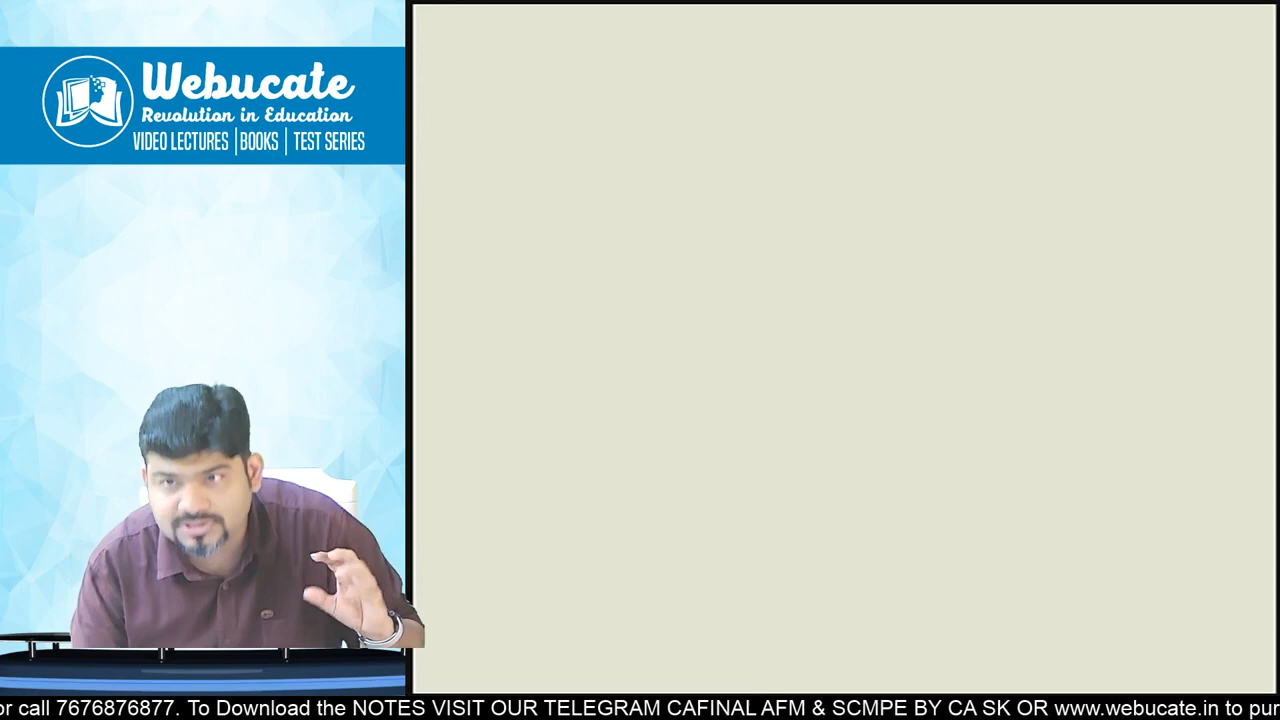 Webucate
Revolution in Education
VIDEO LECTURES | BOOKS | TEST SERIES
or call 7676876877. To Download the NOTES VISIT OUR TELEGRAM CAFINAL AFM & SCMPE BY CA SK OR www.webucate.in to pur